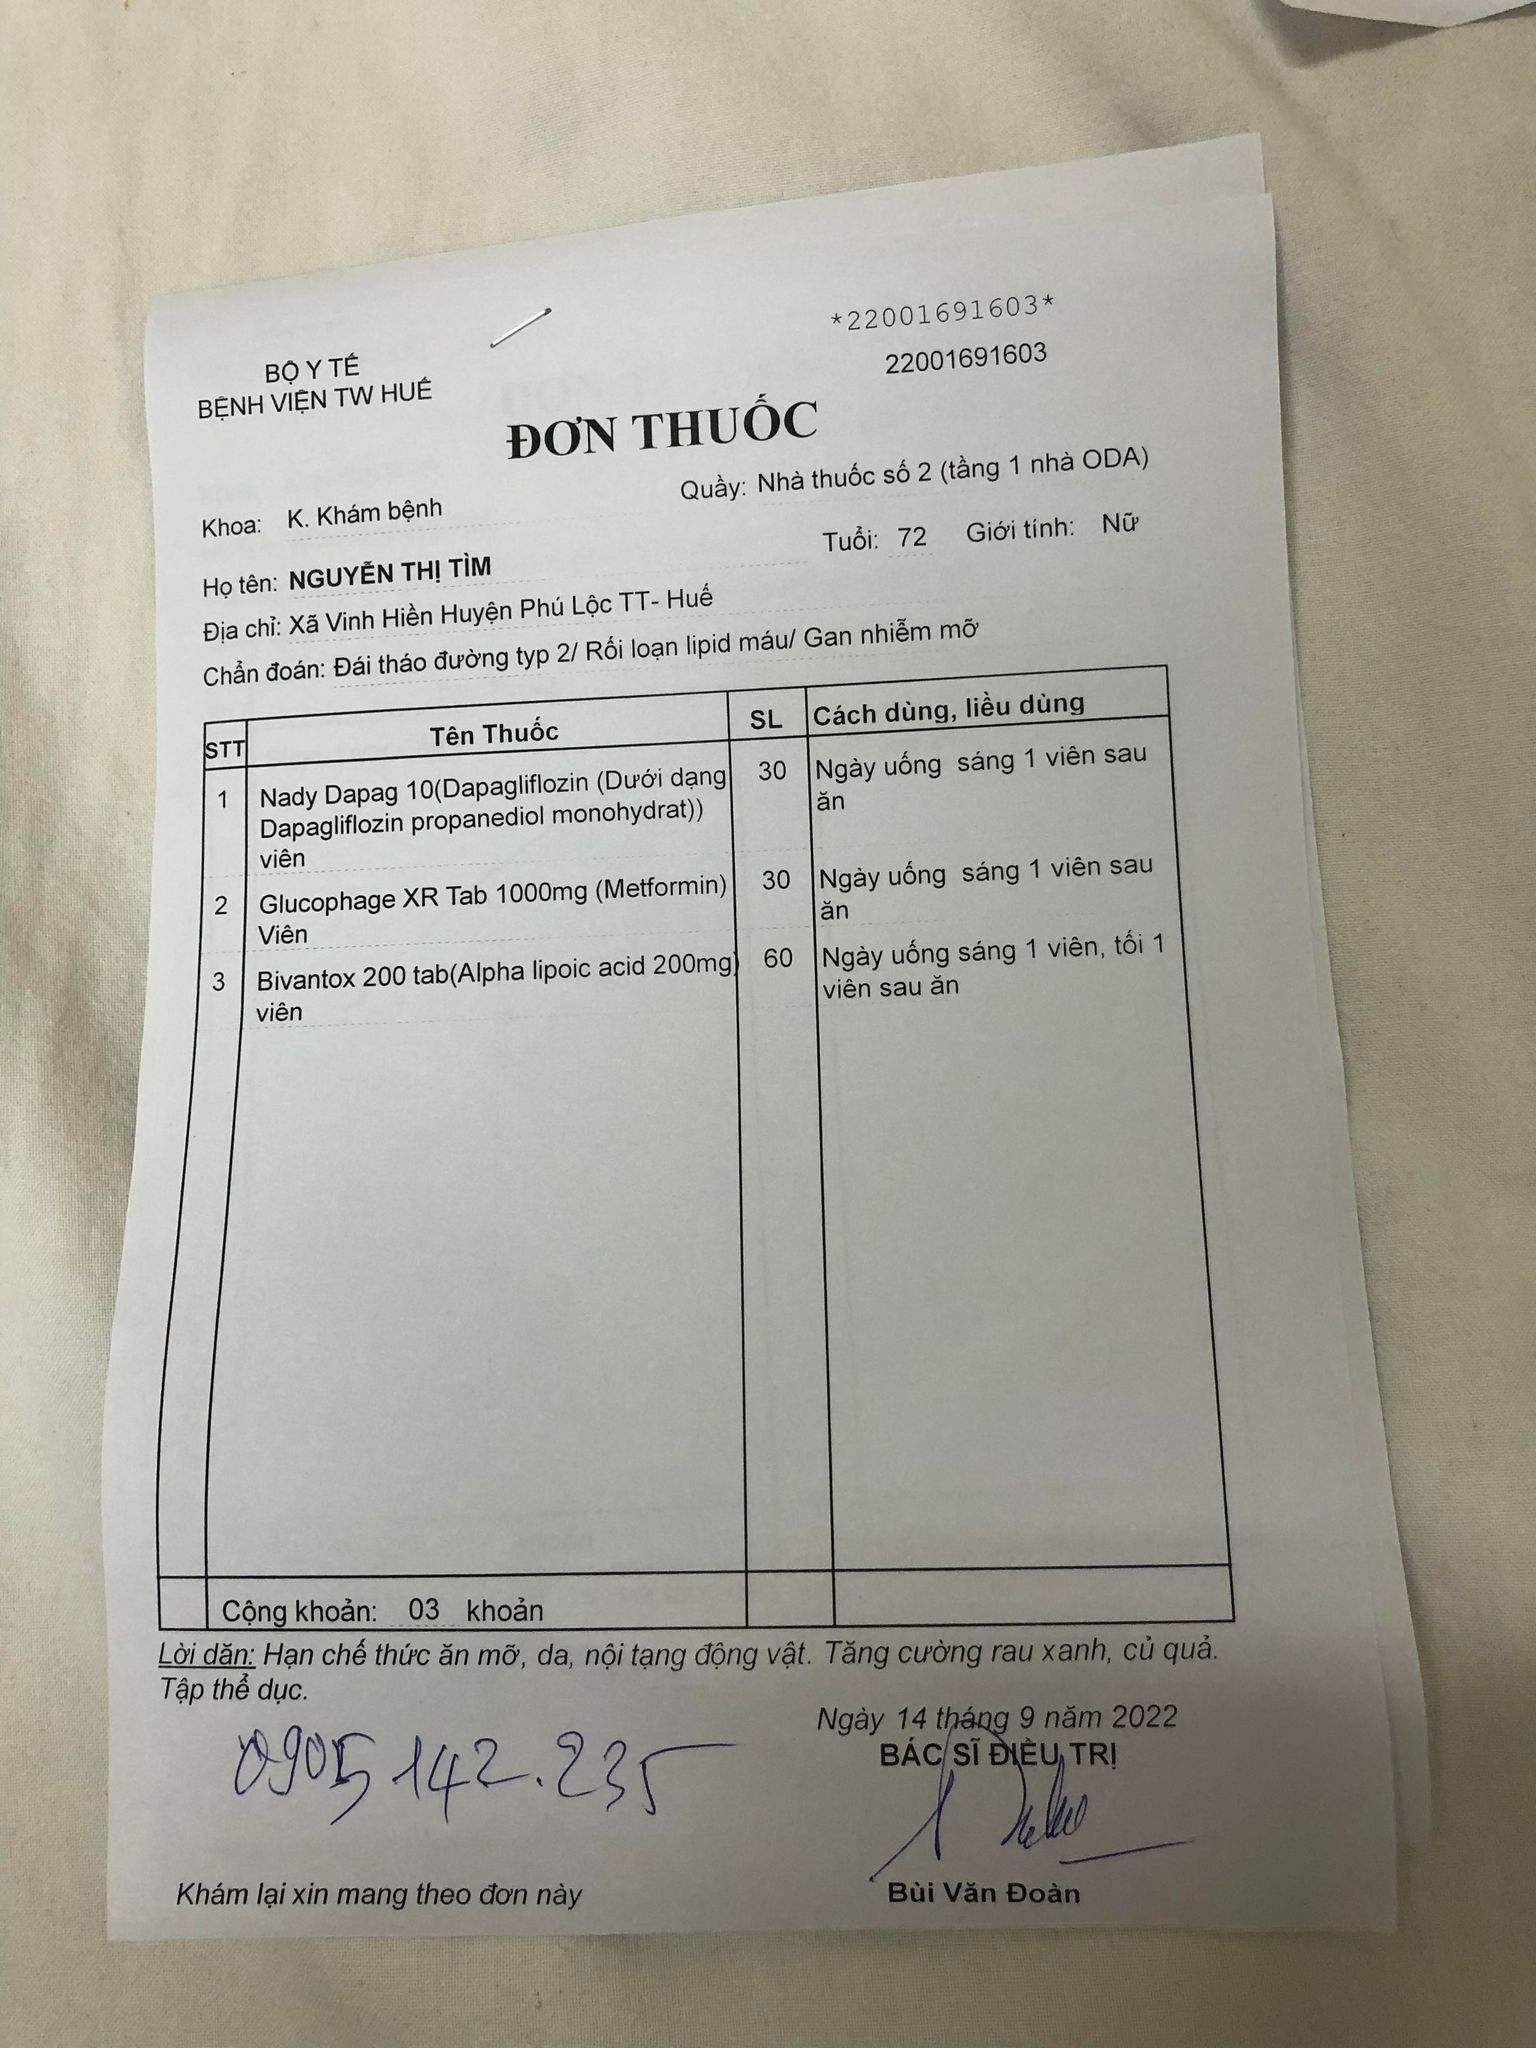 *22001691603*
22001691603
BỘ Y TẾ
BỆNH VIỆN TW HUẾ
ĐƠN THUỐC
Quầy: Nhà thuốc số 2 (tầng 1 nhà ODA)
Khoa: K. Khám bệnh
Họ tên: NGUYỄN THỊ TÌM Tuổi: 72 Giới tính: Nữ
Địa chỉ: Xã Vinh Hiền Huyện Phú Lộc TT- Huế
Chẩn đoán: Đái tháo đường typ 2/ Rối loạn lipid máu/ Gan nhiễm mỡ
STT Tên Thuốc SL Cách dùng, liều dùng
1 Nady Dapag 10(Dapagliflozin (Dưới dạng 30 Ngày uống sáng 1 viên sau
Dapagliflozin propanediol monohydrat)) ăn
viên
2 Glucophage XR Tab 1000mg (Metformin) 30 Ngày uống sáng 1 viên sau
Viên ăn
3 Bivantox 200 tab(Alpha lipoic acid 200mg) 60 Ngày uống sáng 1 viên, tối 1
viên viên sau ăn
Cộng khoản: 03 khoản
Lời dặn: Hạn chế thức ăn mỡ, da, nội tạng động vật. Tăng cường rau xanh, củ quả.
Tập thể dục.
Ngày 14 tháng 9 năm 2022
BÁC SĨ ĐIỀU TRỊ
0905 142.235
Bùi Văn Đoàn
Khám lại xin mang theo đơn này